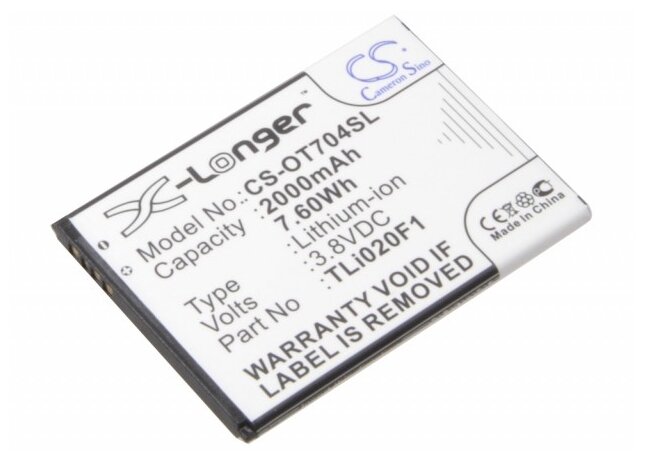 X-Longer
CS
Cameron Sino
Model No.: CS-OT704SL
Capacity : 2000mAh
7.60Wh
Type : Lithium-ion
Volts : 3.8VDC
Part No : TLi020F1
WARRANTY VOID IF
LABEL IS REMOVED
CE
Made in China.